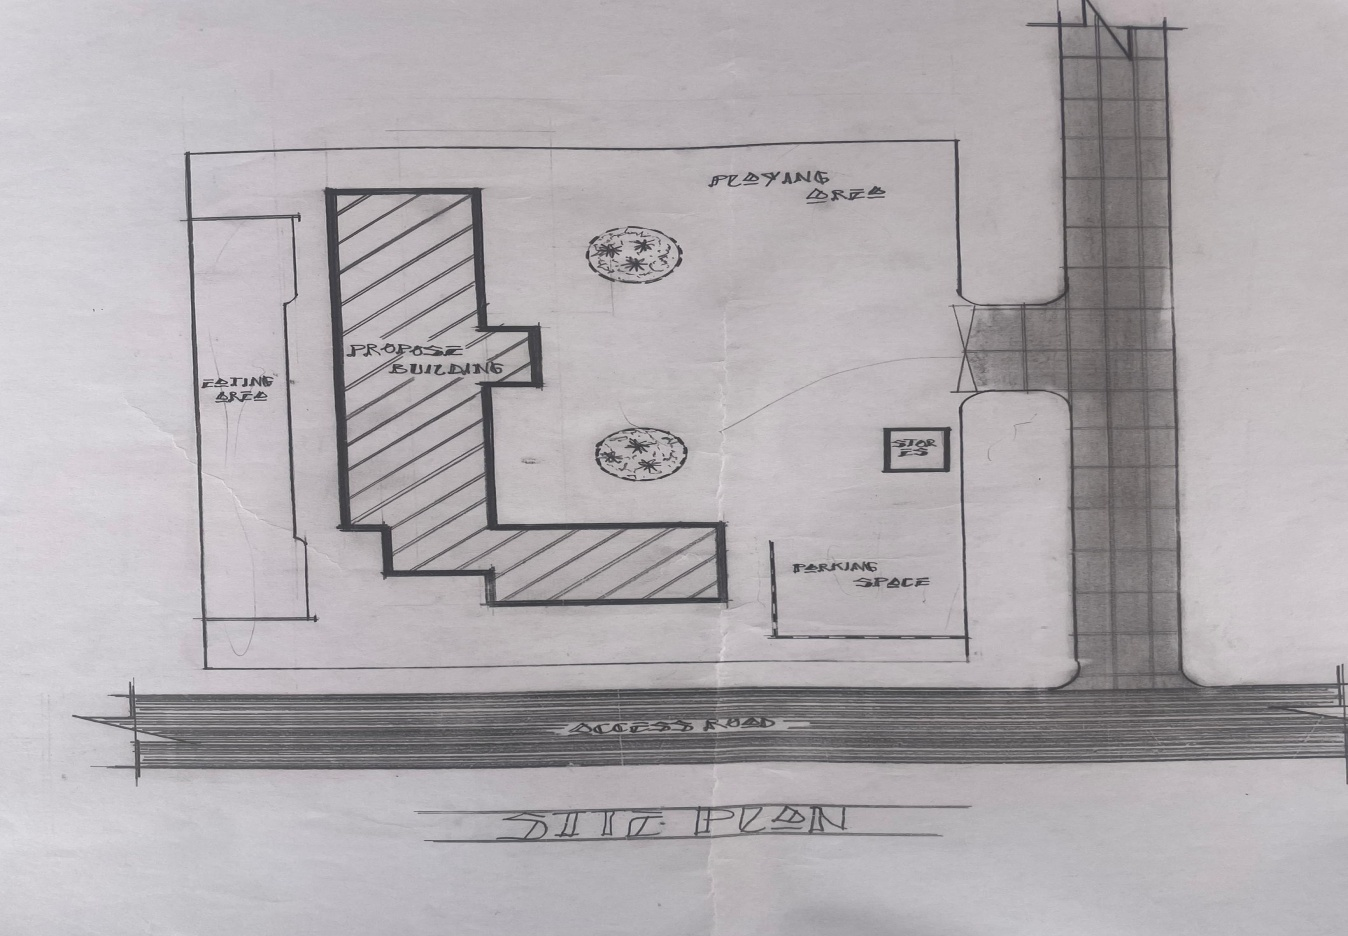 PLAYING
AREA
PROPOSE
BUILDING
EATING
AREA
STOR
ES
PARKING
SPACE
ACCESS ROAD
SITE PLAN